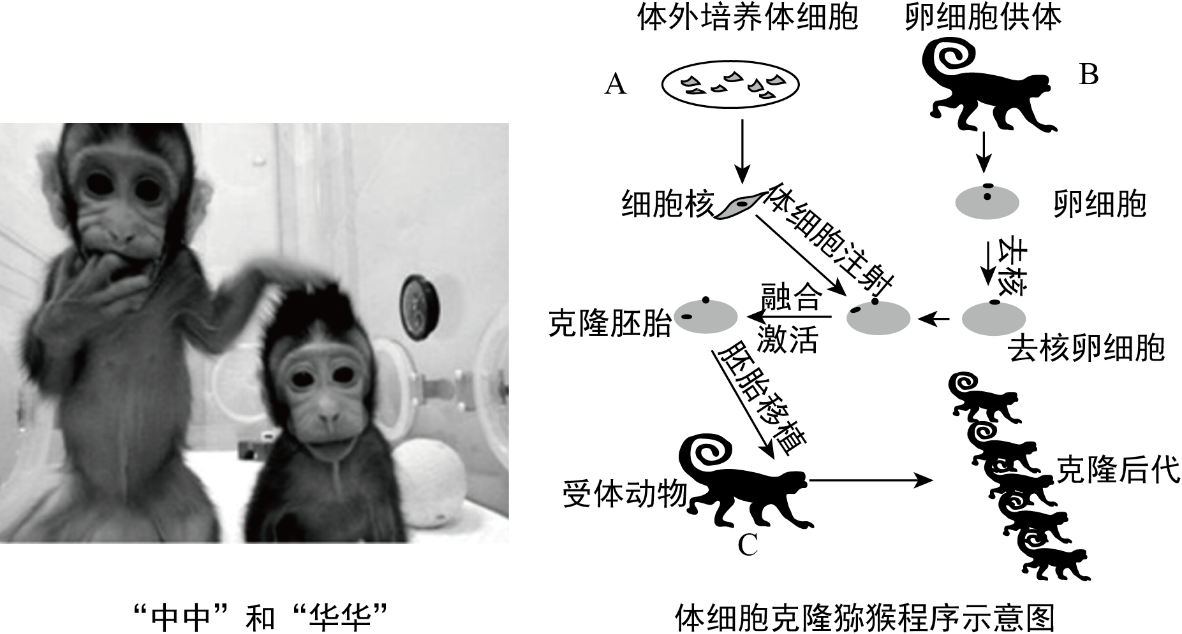 体外培养体细胞
卵细胞供体
A
B
细胞核
体细胞注射
卵细胞
去核
融合
激活
克隆胚胎
去核卵细胞
胚胎移植
受体动物
C
克隆后代
“中中”和“华华”
体细胞克隆猕猴程序示意图